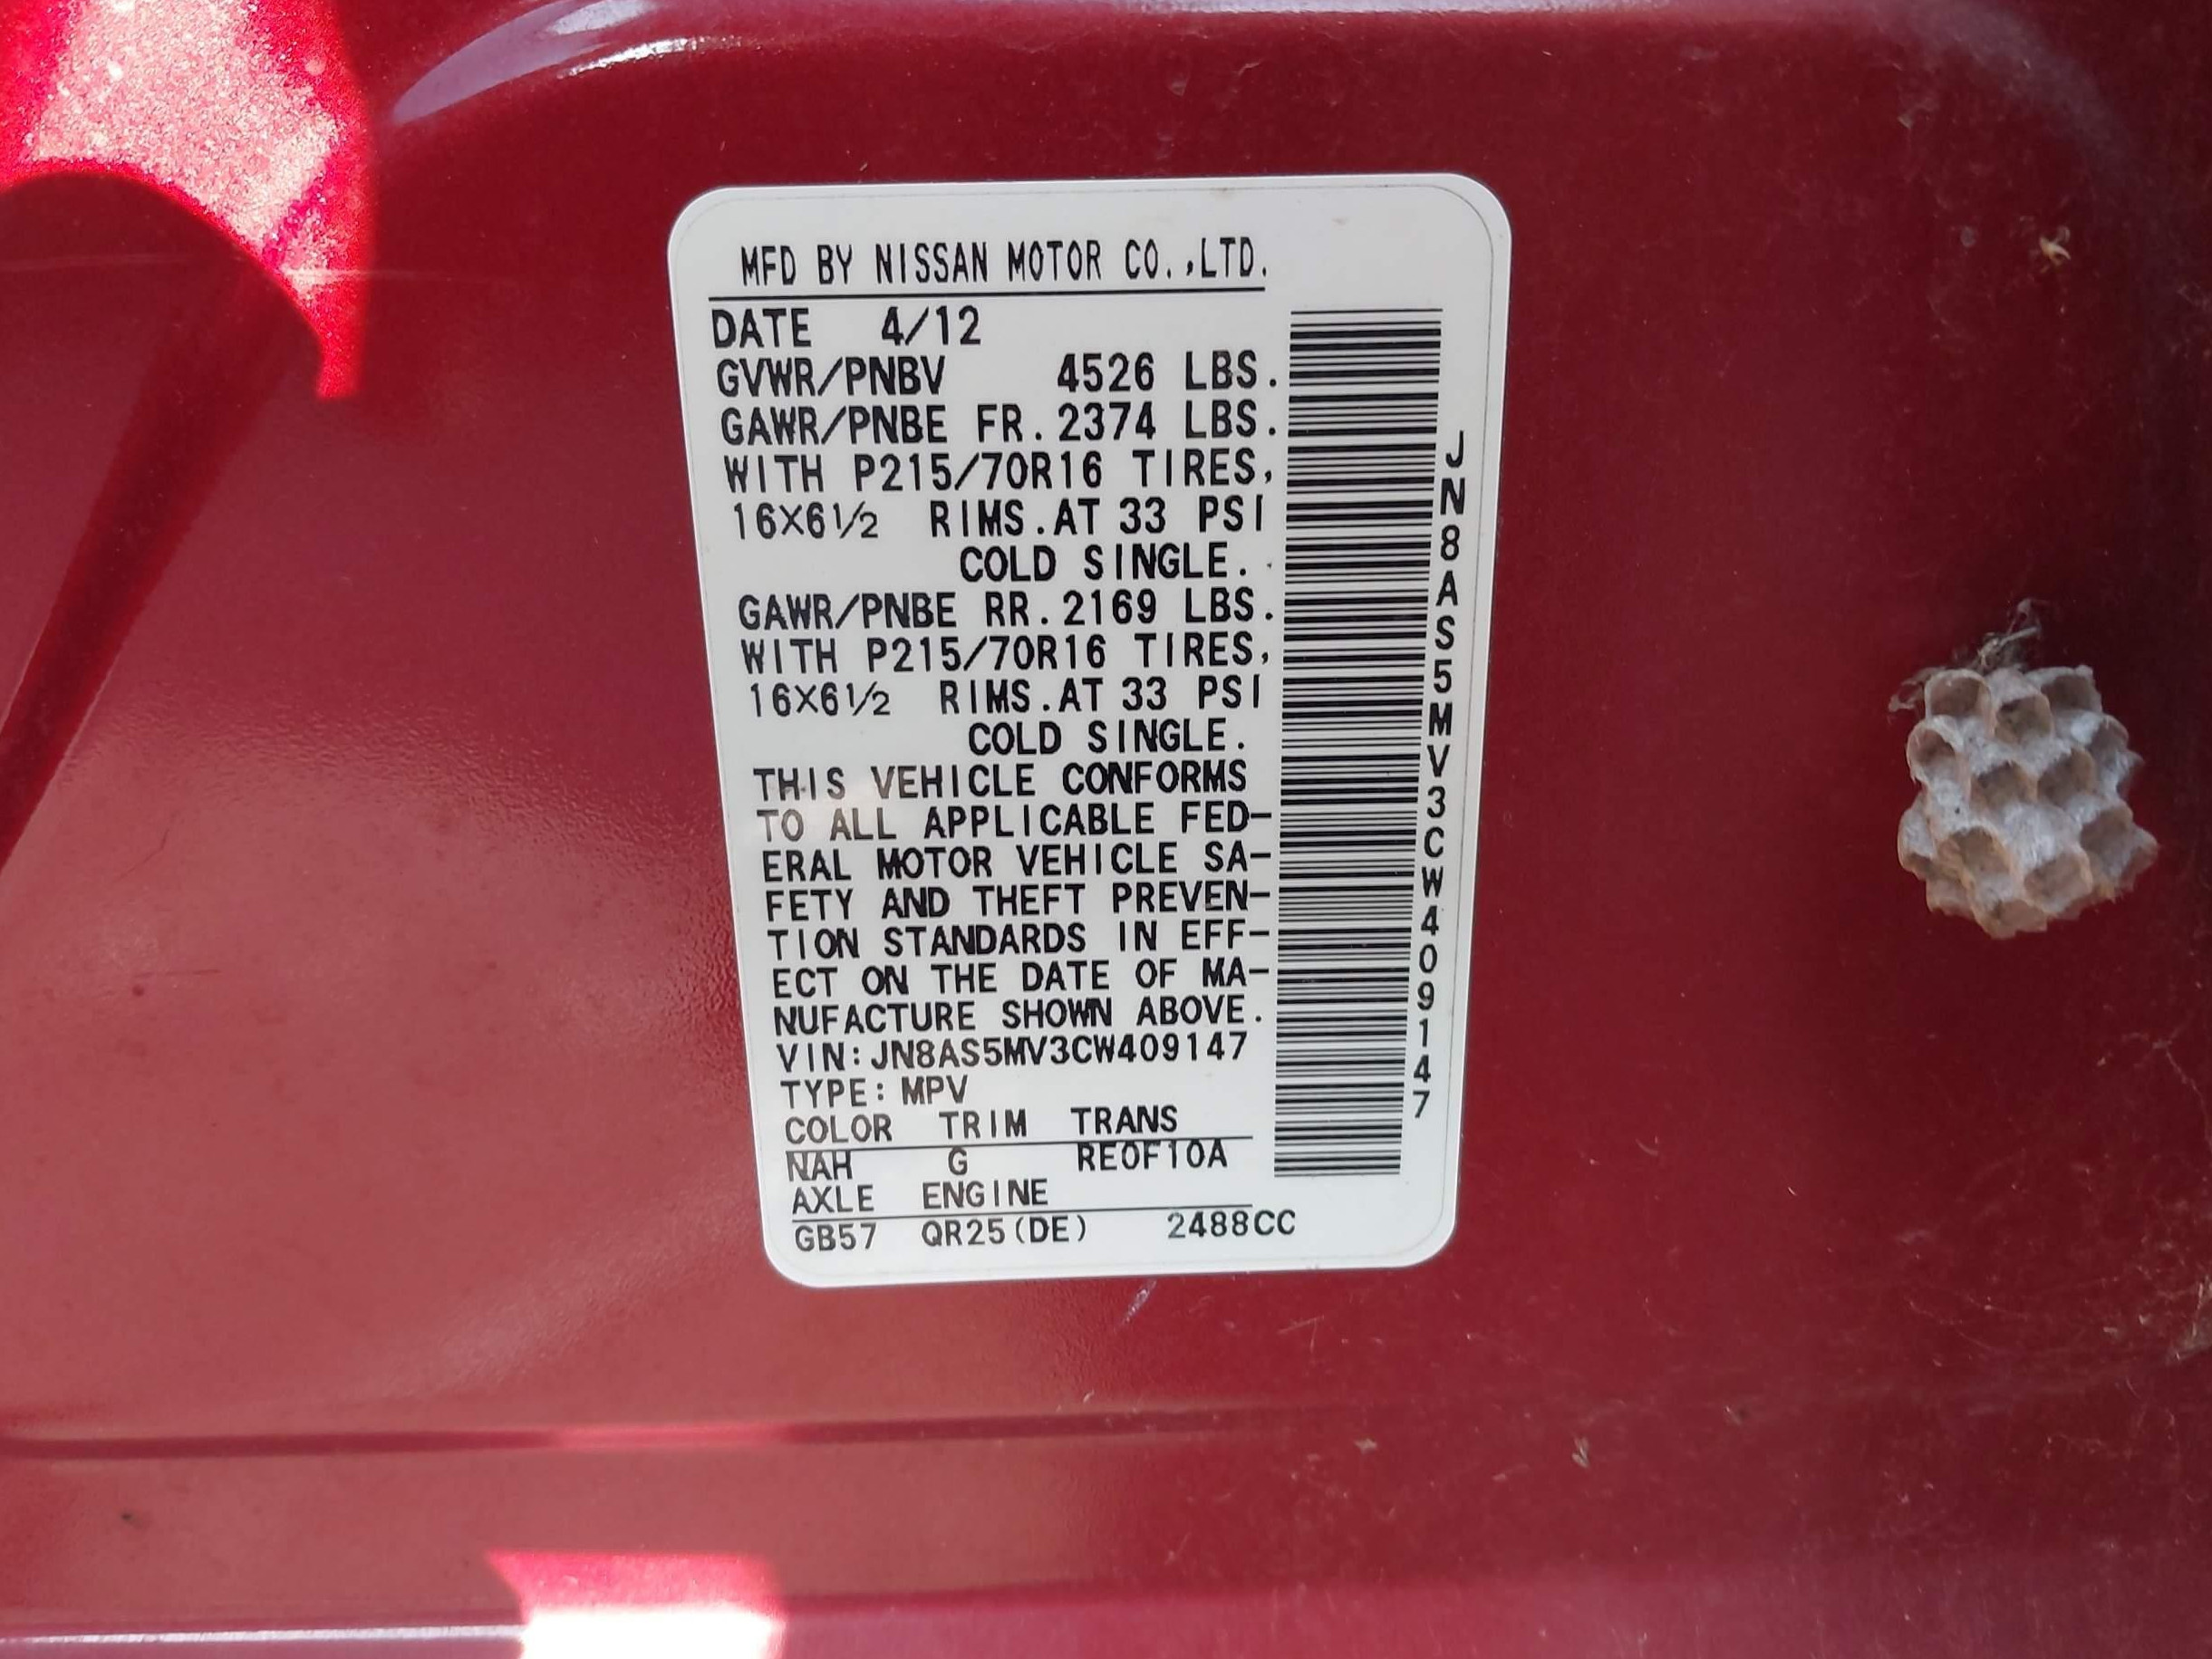 MFD BY NISSAN MOTOR CO.,LTD.
DATE 4/12
GVWR/PNBV 4526 LBS.
GAWR/PNBE FR. 2374 LBS.
WITH P215/70R16 TIRES,
16X6 1/2 RIMS. AT 33 PSI
COLD SINGLE.
GAWR/PNBE RR. 2169 LBS.
WITH P215/70R16 TIRES,
16X6 1/2 RIMS. AT 33 PSI
COLD SINGLE.
THIS VEHICLE CONFORMS
TO ALL APPLICABLE FED-
ERAL MOTOR VEHICLE SA-
FETY AND THEFT PREVEN-
TION STANDARDS IN EFF-
ECT ON THE DATE OF MA-
NUFACTURE SHOWN ABOVE.
VIN:JN8AS5MV3CW409147
TYPE:MPV
COLOR TRIM TRANS
NAH G RE0F10A
AXLE ENGINE
GB57 QR25(DE) 2488CC
JN8AS5MV3CW409147